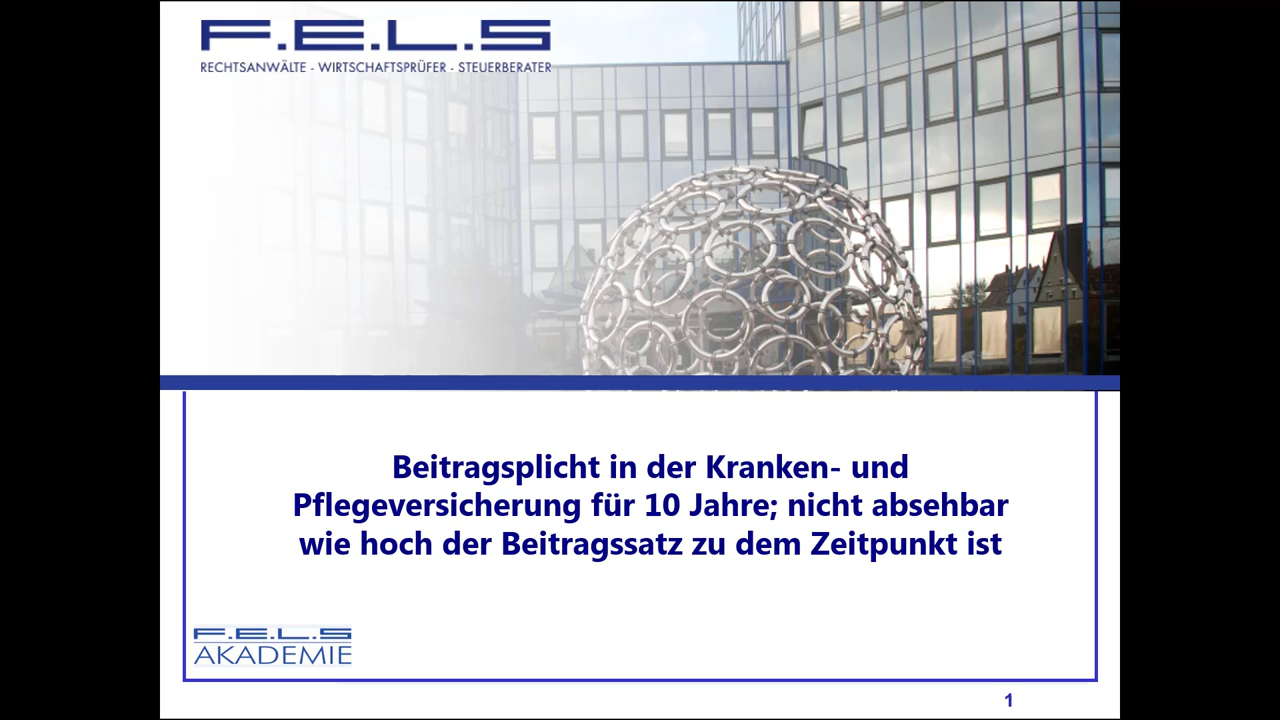 F.E.L.S
RECHTSANWÄLTE - WIRTSCHAFTSPRÜFER - STEUERBERATER
Beitragsplicht in der Kranken- und
Pflegeversicherung für 10 Jahre; nicht absehbar
wie hoch der Beitragssatz zu dem Zeitpunkt ist
F.E.L.S
AKADEMIE
1